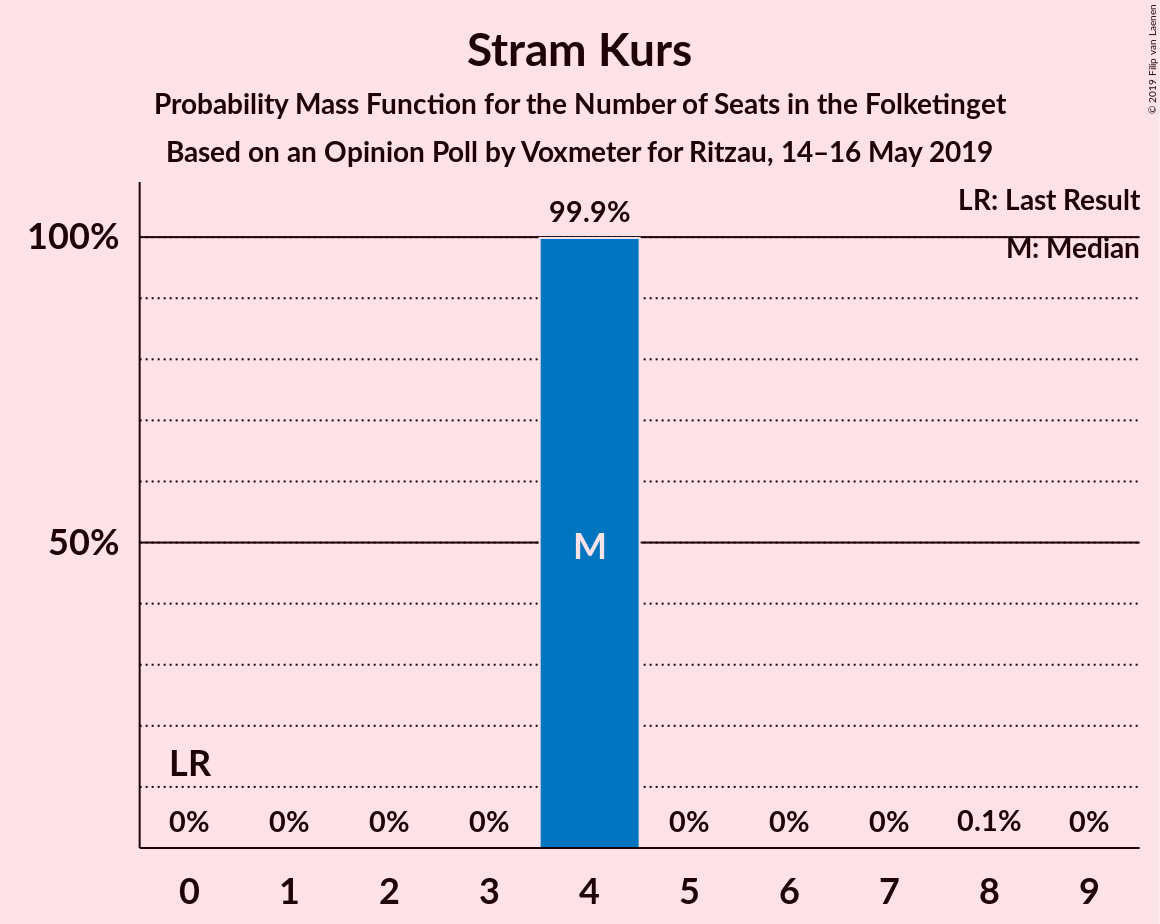 Stram Kurs
Probability Mass Function for the Number of Seats in the Folketinget
Based on an Opinion Poll by Voxmeter for Ritzau, 14–16 May 2019
© 2019 Filip van Laenen
LR: Last Result
M: Median
99.9%
100%
50%
M
LR
0% 0% 0% 0% 0% 0% 0% 0.1% 0%
0 1 2 3 4 5 6 7 8 9